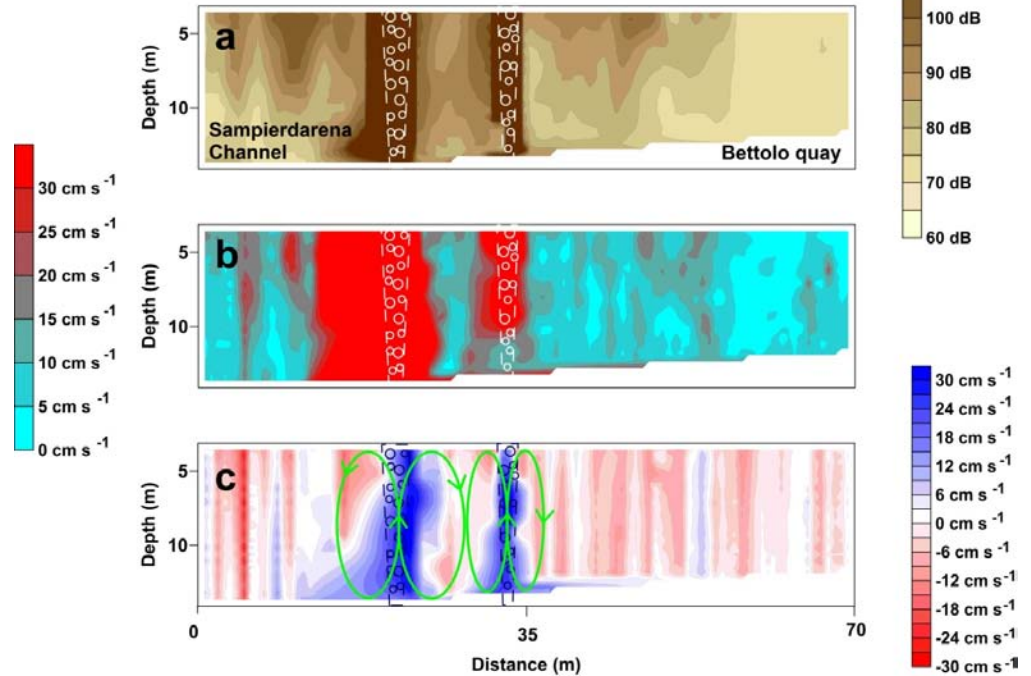 a
Depth (m)
5
10
Sampierdarena
Channel
Bettolo quay
100 dB
90 dB
80 dB
70 dB
60 dB
30 cm s -1
25 cm s -1
20 cm s -1
15 cm s -1
10 cm s -1
5 cm s -1
0 cm s -1
b
Depth (m)
5
10
c
Depth (m)
5
10
30 cm s -1
24 cm s -1
18 cm s -1
12 cm s -1
6 cm s -1
0 cm s -1
-6 cm s -1
-12 cm s -1
-18 cm s -1
-24 cm s -1
-30 cm s -1
0 35 70
Distance (m)